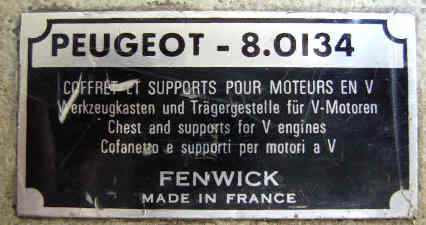 PEUGEOT - 8.0134
COFFRET ET SUPPORTS POUR MOTEURS EN V
Werkzeugkasten und Trägergestelle für V-Motoren
Chest and supports for V engines
Cofanetto e supporti per motori a V
FENWICK
MADE IN FRANCE